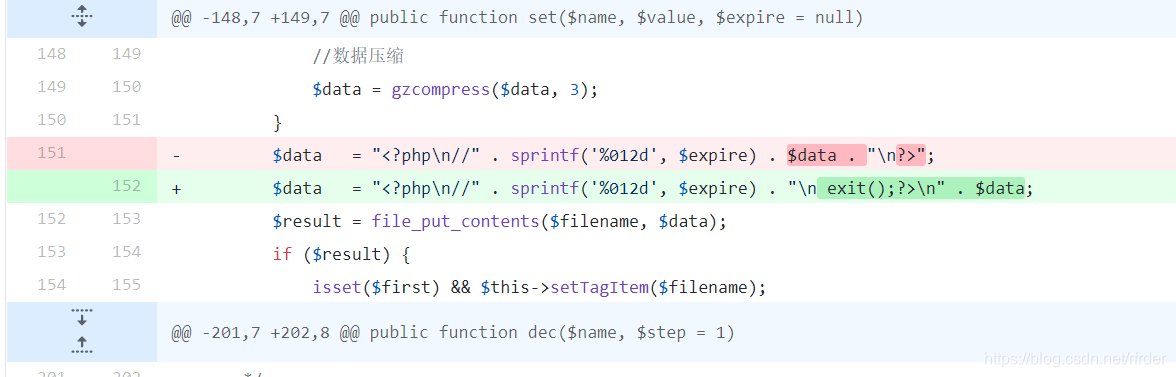 @@ -148,7 +149,7 @@ public function set($name, $value, $expire = null)
148 149 //数据压缩
149 150 $data = gzcompress($data, 3);
150 151 }
151 - $data = "<?php\n//" . sprintf('%012d', $expire) . $data . "\n?>";
152 + $data = "<?php\n//" . sprintf('%012d', $expire) . "\n exit();?>\n" . $data;
152 153 $result = file_put_contents($filename, $data);
153 154 if ($result) {
154 155 isset($first) && $this->setTagItem($filename);
@@ -201,7 +202,8 @@ public function dec($name, $step = 1)
https://blog.csdn.net/rfrder
201 202 */